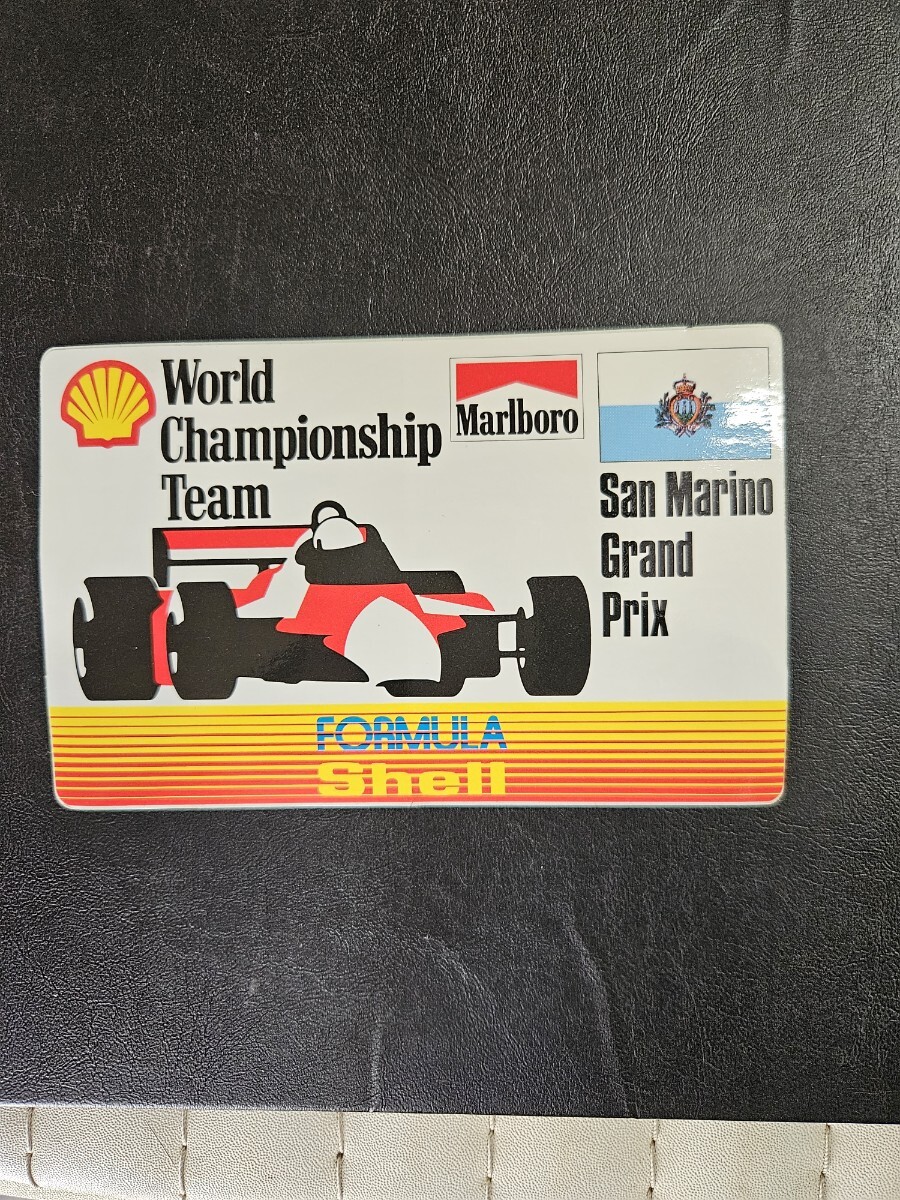 World
Championship
Team
Marlboro
San Marino
Grand
Prix
FORMULA
Shell